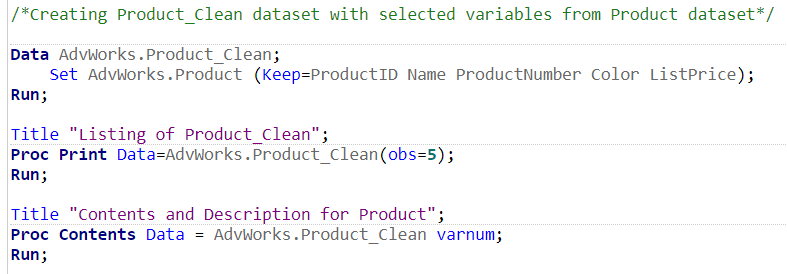 /*Creating Product_Clean dataset with selected variables from Product dataset*/
Data AdvWorks.Product_Clean;
Set AdvWorks.Product (Keep=ProductID Name ProductNumber Color ListPrice);
Run;
Title "Listing of Product_Clean";
Proc Print Data=AdvWorks.Product_Clean(obs=5);
Run;
Title "Contents and Description for Product";
Proc Contents Data = AdvWorks.Product_Clean varnum;
Run;